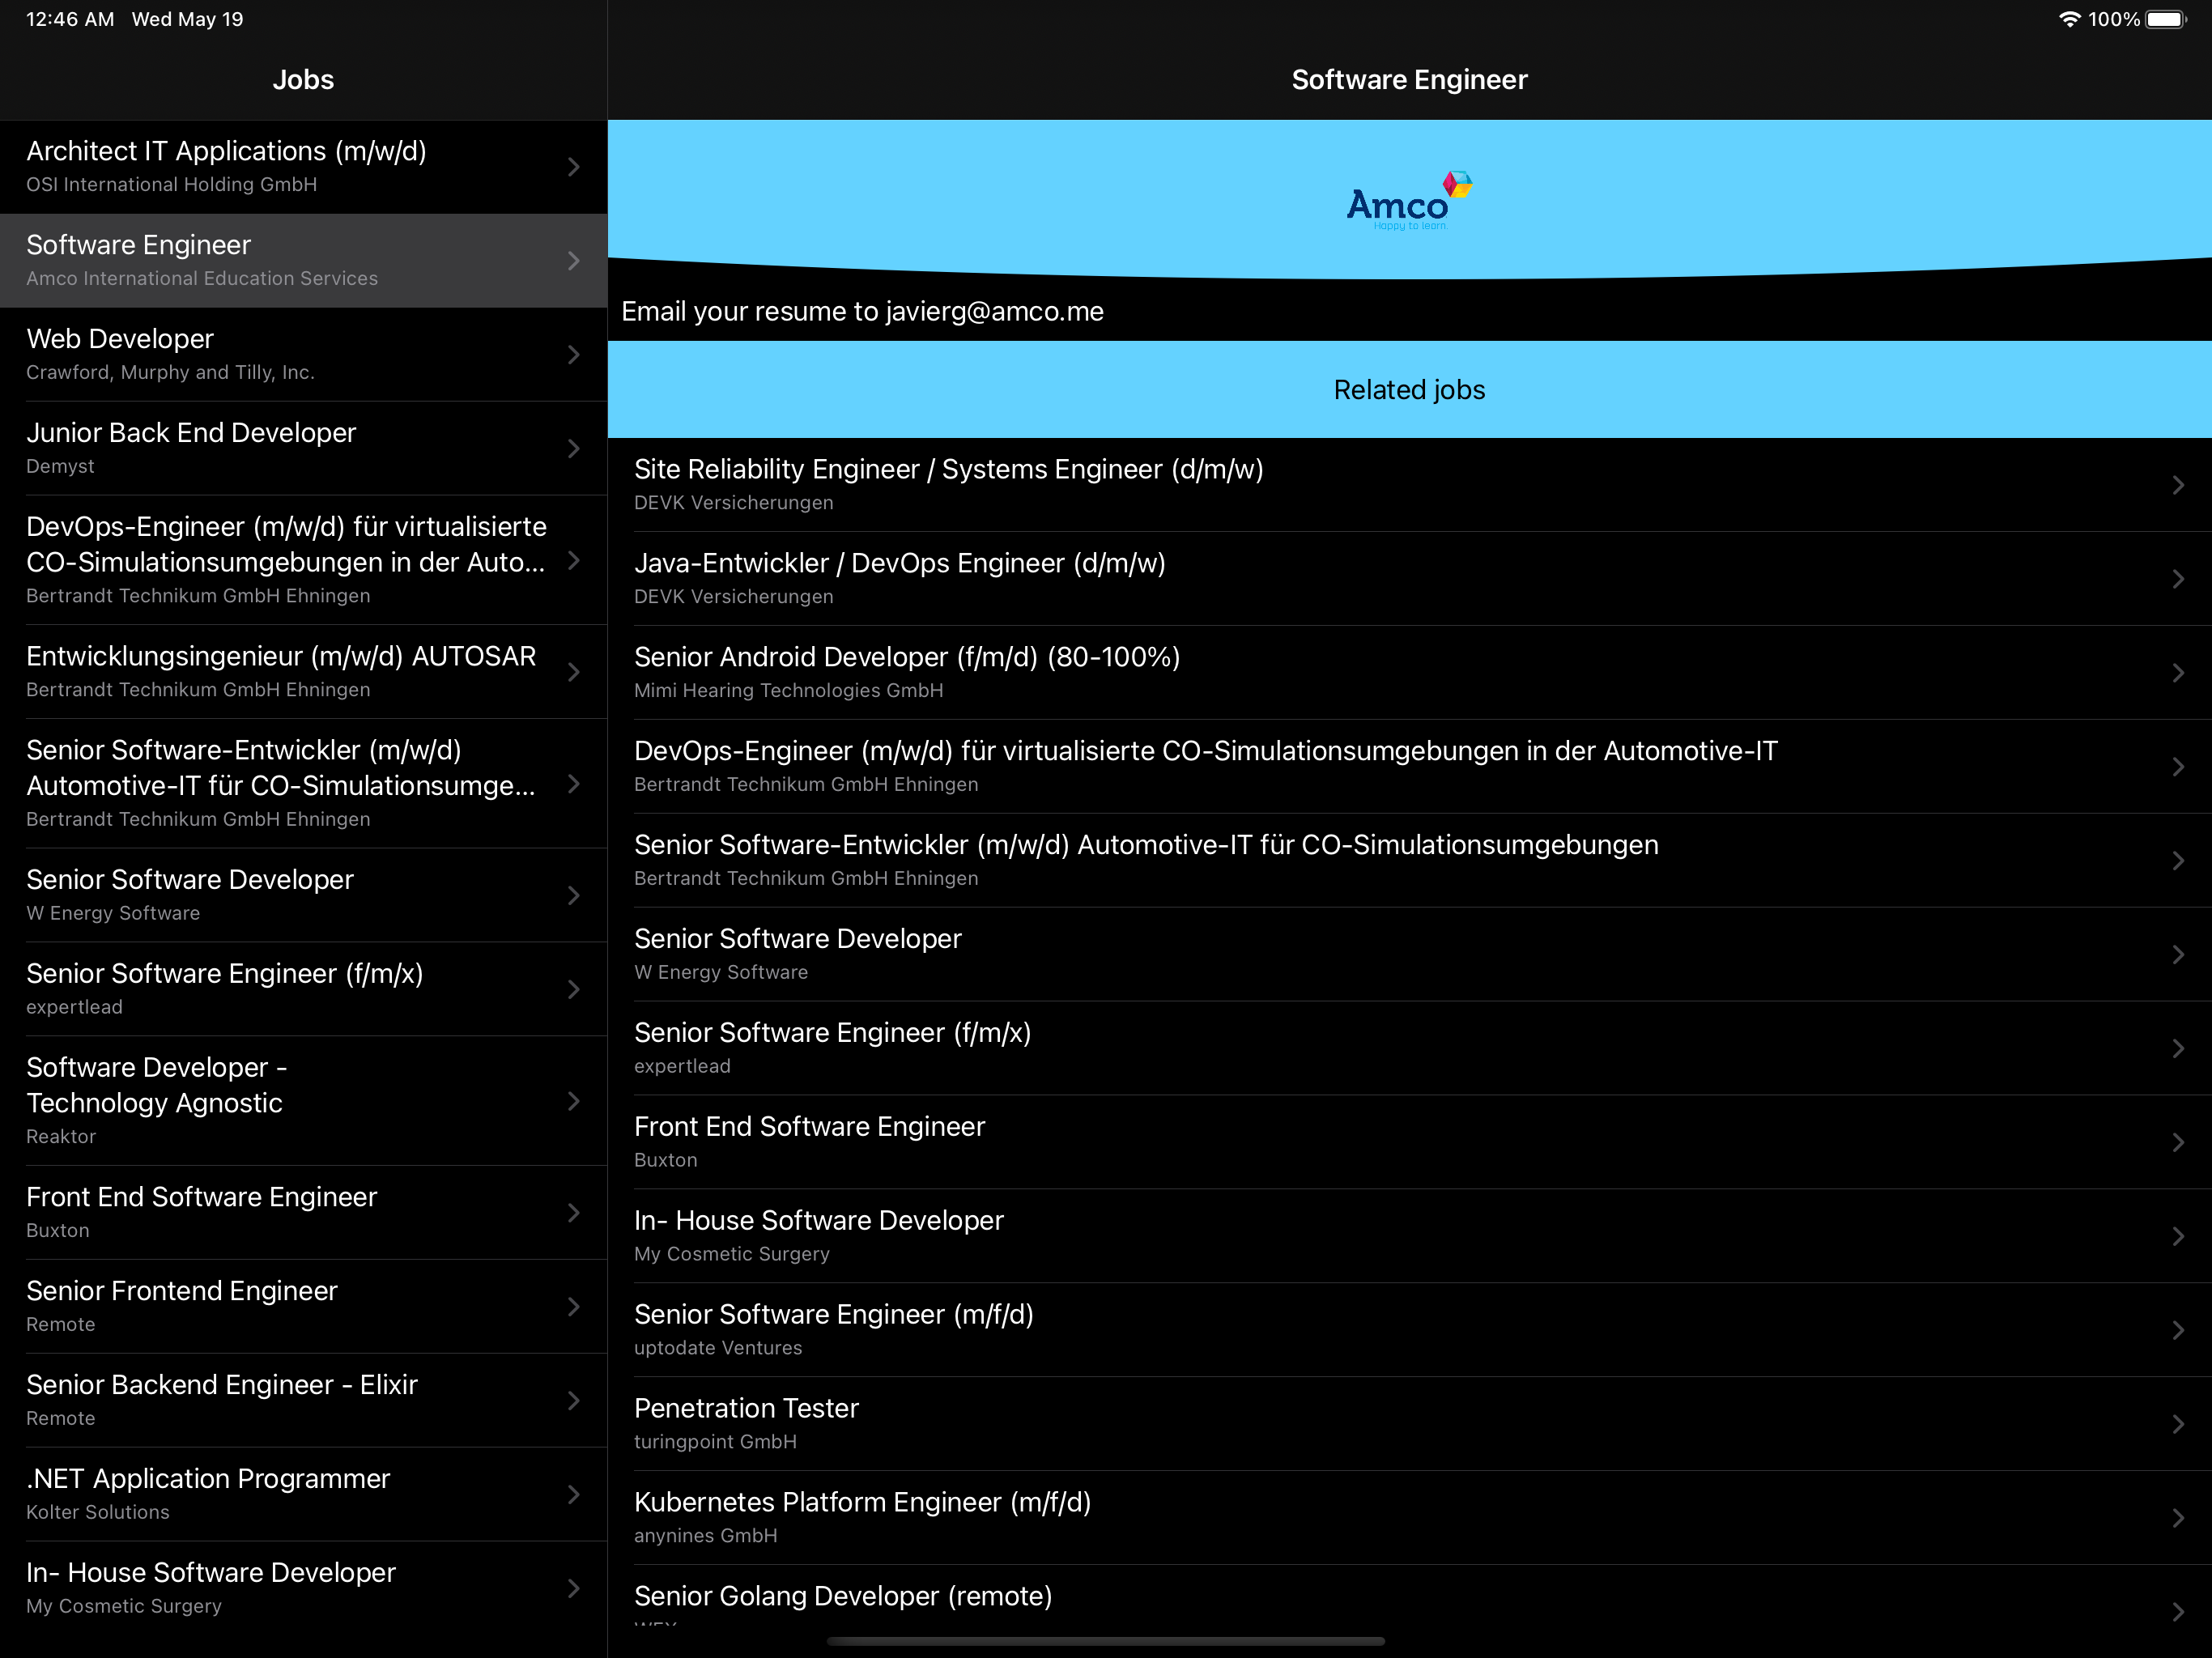 12:46 AM Wed May 19
100%
Jobs
Architect IT Applications (m/w/d)
OSI International Holding GmbH
Software Engineer
Amco International Education Services
Web Developer
Crawford, Murphy and Tilly, Inc.
Junior Back End Developer
Demyst
DevOps-Engineer (m/w/d) für virtualisierte
CO-Simulationsumgebungen in der Auto...
Bertrandt Technikum GmbH Ehningen
Entwicklungsingenieur (m/w/d) AUTOSAR
Bertrandt Technikum GmbH Ehningen
Senior Software-Entwickler (m/w/d)
Automotive-IT für CO-Simulationsumge...
Bertrandt Technikum GmbH Ehningen
Senior Software Developer
W Energy Software
Senior Software Engineer (f/m/x)
expertlead
Software Developer -
Technology Agnostic
Reaktor
Front End Software Engineer
Buxton
Senior Frontend Engineer
Remote
Senior Backend Engineer - Elixir
Remote
.NET Application Programmer
Kolter Solutions
In- House Software Developer
My Cosmetic Surgery
Software Engineer
Amco
Happy to learn.
Email your resume to javierg@amco.me
Related jobs
Site Reliability Engineer / Systems Engineer (d/m/w)
DEVK Versicherungen
Java-Entwickler / DevOps Engineer (d/m/w)
DEVK Versicherungen
Senior Android Developer (f/m/d) (80-100%)
Mimi Hearing Technologies GmbH
DevOps-Engineer (m/w/d) für virtualisierte CO-Simulationsumgebungen in der Automotive-IT
Bertrandt Technikum GmbH Ehningen
Senior Software-Entwickler (m/w/d) Automotive-IT für CO-Simulationsumgebungen
Bertrandt Technikum GmbH Ehningen
Senior Software Developer
W Energy Software
Senior Software Engineer (f/m/x)
expertlead
Front End Software Engineer
Buxton
In- House Software Developer
My Cosmetic Surgery
Senior Software Engineer (m/f/d)
uptodate Ventures
Penetration Tester
turingpoint GmbH
Kubernetes Platform Engineer (m/f/d)
anynines GmbH
Senior Golang Developer (remote)